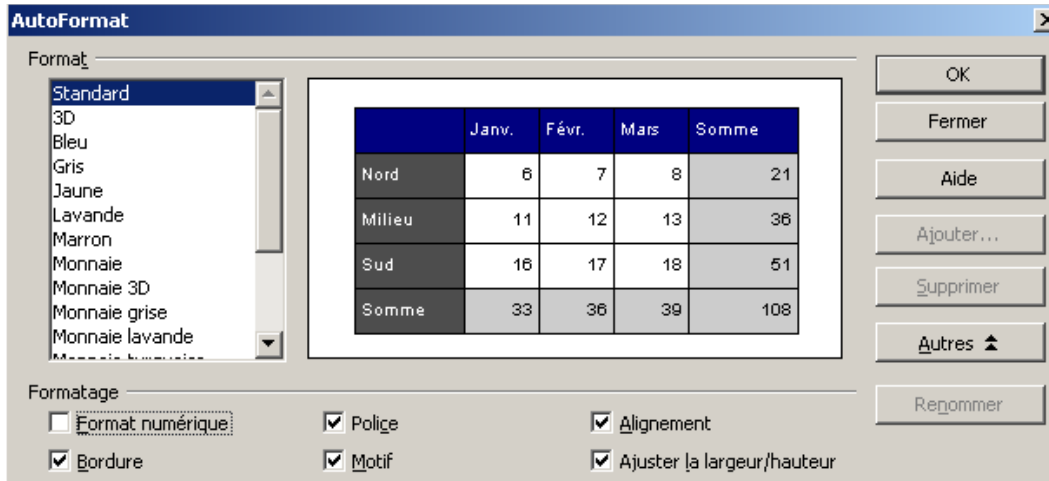 AutoFormat
Format
Standard
3D
Bleu
Gris
Jaune
Lavande
Marron
Monnaie
Monnaie 3D
Monnaie grise
Monnaie lavande
Monnaie turquoise
Janv. Févr. Mars Somme
Nord 6 7 8 21
Milieu 11 12 13 36
Sud 16 17 18 51
Somme 33 36 39 108
OK
Fermer
Aide
Ajouter...
Supprimer
Autres
Renommer
Formatage
Format numérique Police Alignement
Bordure Motif Ajuster la largeur/hauteur